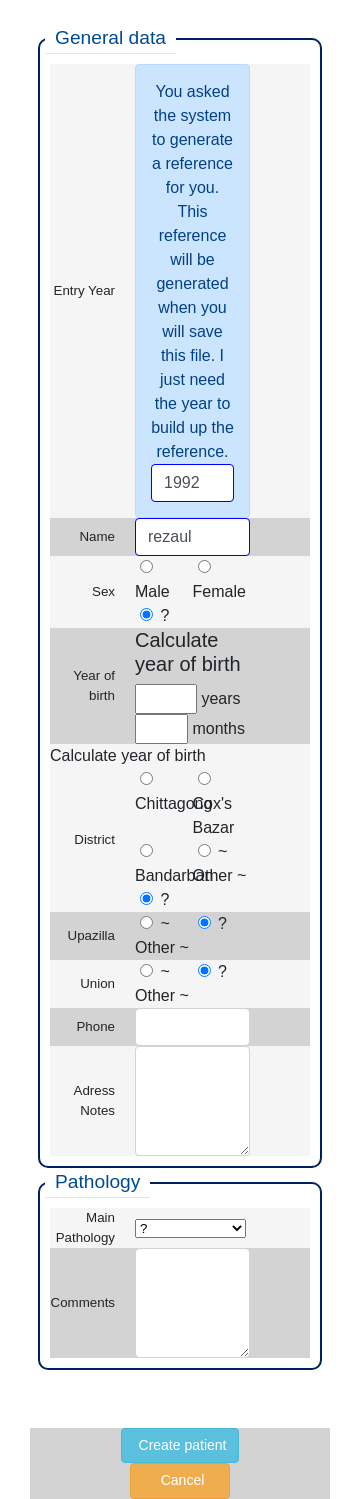 General data
You asked
the system
to generate
a reference
for you.
This
reference
will be
generated
when you
will save
this file. I
just need
the year to
build up the
reference.
Entry Year
1992
Name rezaul
Sex
Male Female
?
Calculate
year of birth
Year of
birth
years
months
Calculate year of birth
District
Chittagong Cox's
Bazar
~
Bandarban Other ~
?
Upazilla
~ ?
Other ~
Union
~ ?
Other ~
Phone
Adress
Notes
Pathology
Main
Pathology
?
Comments
Create patient
Cancel